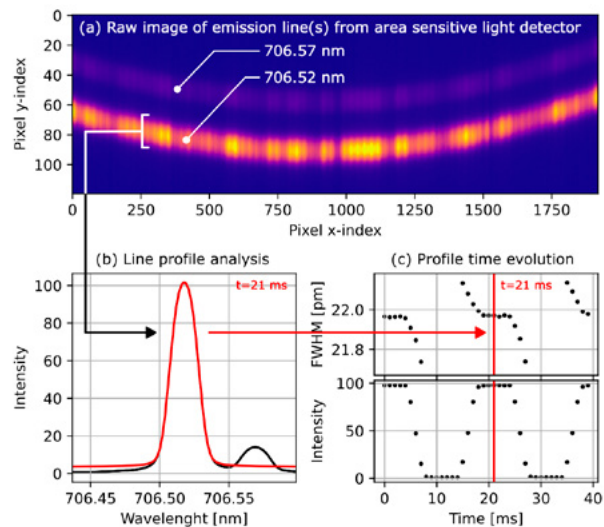 (a) Raw image of emission line(s) from area sensitive light detector
706.57 nm
706.52 nm
Pixel y-index
0
20
40
60
80
100
0
250
500
750
1000
1250
1500
1750
Pixel x-index
(b) Line profile analysis
t=21 ms
Intensity
100
80
60
40
20
0
706.45
706.50
706.55
Wavelenght [nm]
(c) Profile time evolution
t=21 ms
FWHM [pm]
22.0
21.8
Intensity
100
50
0
0
10
20
30
40
Time [ms]